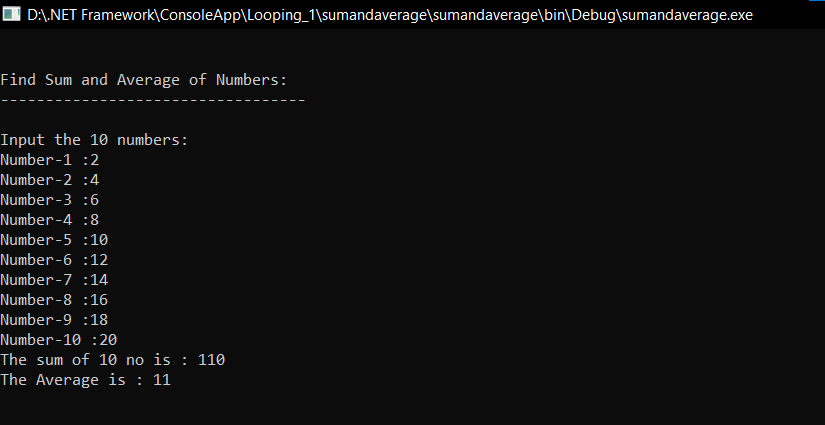 D:\.NET Framework\ConsoleApp\Looping_1\sumandaverage\sumandaverage\bin\Debug\sumandaverage.exe
Find Sum and Average of Numbers:
----------------------------------
Input the 10 numbers:
Number-1 :2
Number-2 :4
Number-3 :6
Number-4 :8
Number-5 :10
Number-6 :12
Number-7 :14
Number-8 :16
Number-9 :18
Number-10 :20
The sum of 10 no is : 110
The Average is : 11